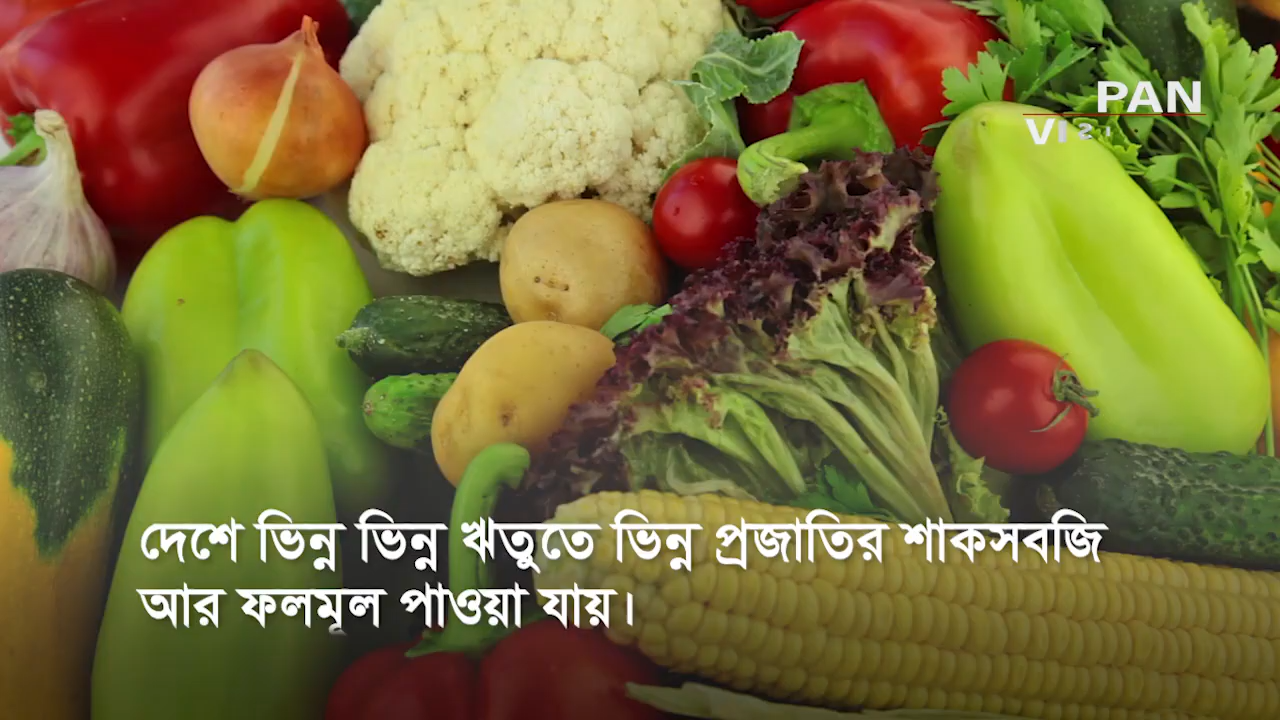 PAN
দেশে ভিন্ন ভিন্ন ঋতুতে ভিন্ন প্রজাতির শাকসবজি
আর ফলমূল পাওয়া যায়।